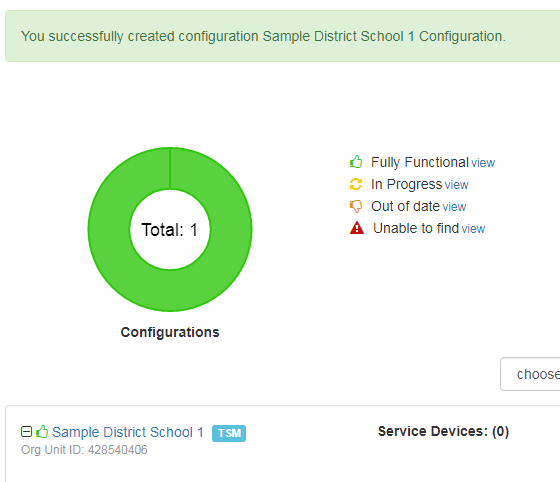 You successfully created configuration Sample District School 1 Configuration.
Fully Functional view
In Progress view
Out of date view
Unable to find view
Total: 1
Configurations
choose
Sample District School 1 TSM
Service Devices: (0)
Org Unit ID: 428540406